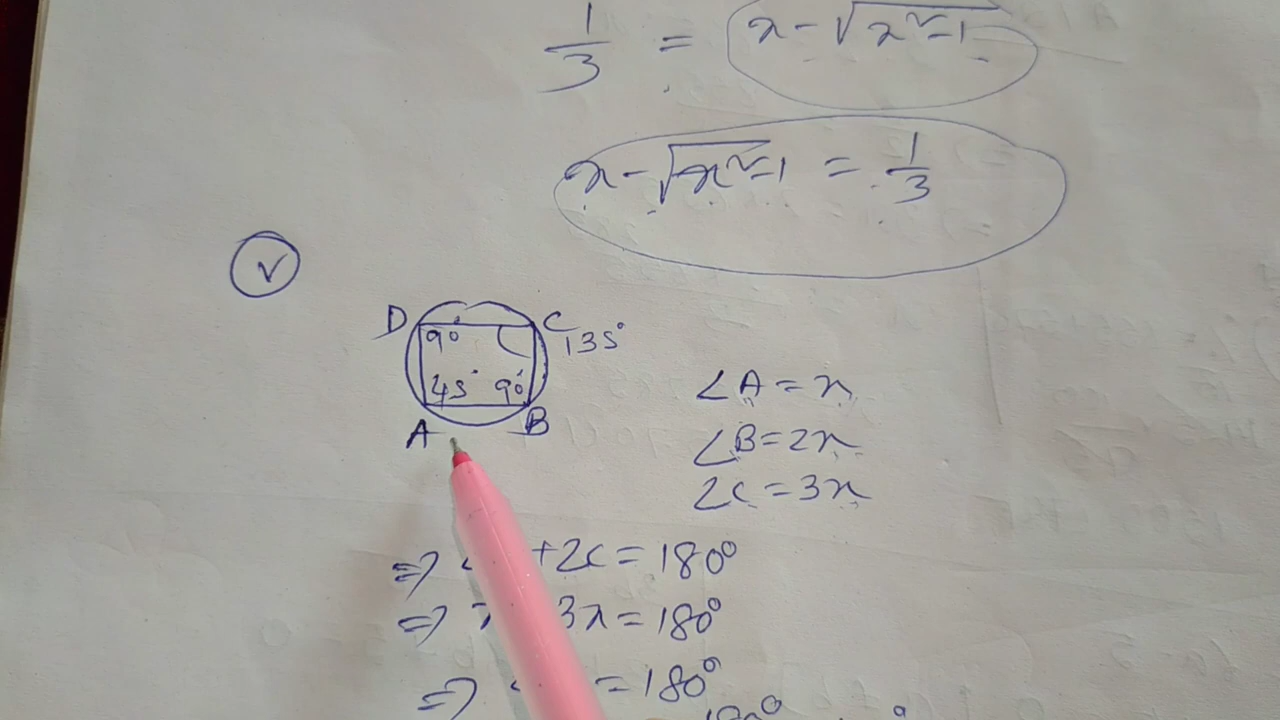 1/3 = x-√x²-1
x-√x²-1 = 1/3
v
D C 135°
90°
45° 90°
A B
∠A = x
∠B = 2x
∠C = 3x
=> +∠C = 180°
=> 3x = 180°
=> = 180°